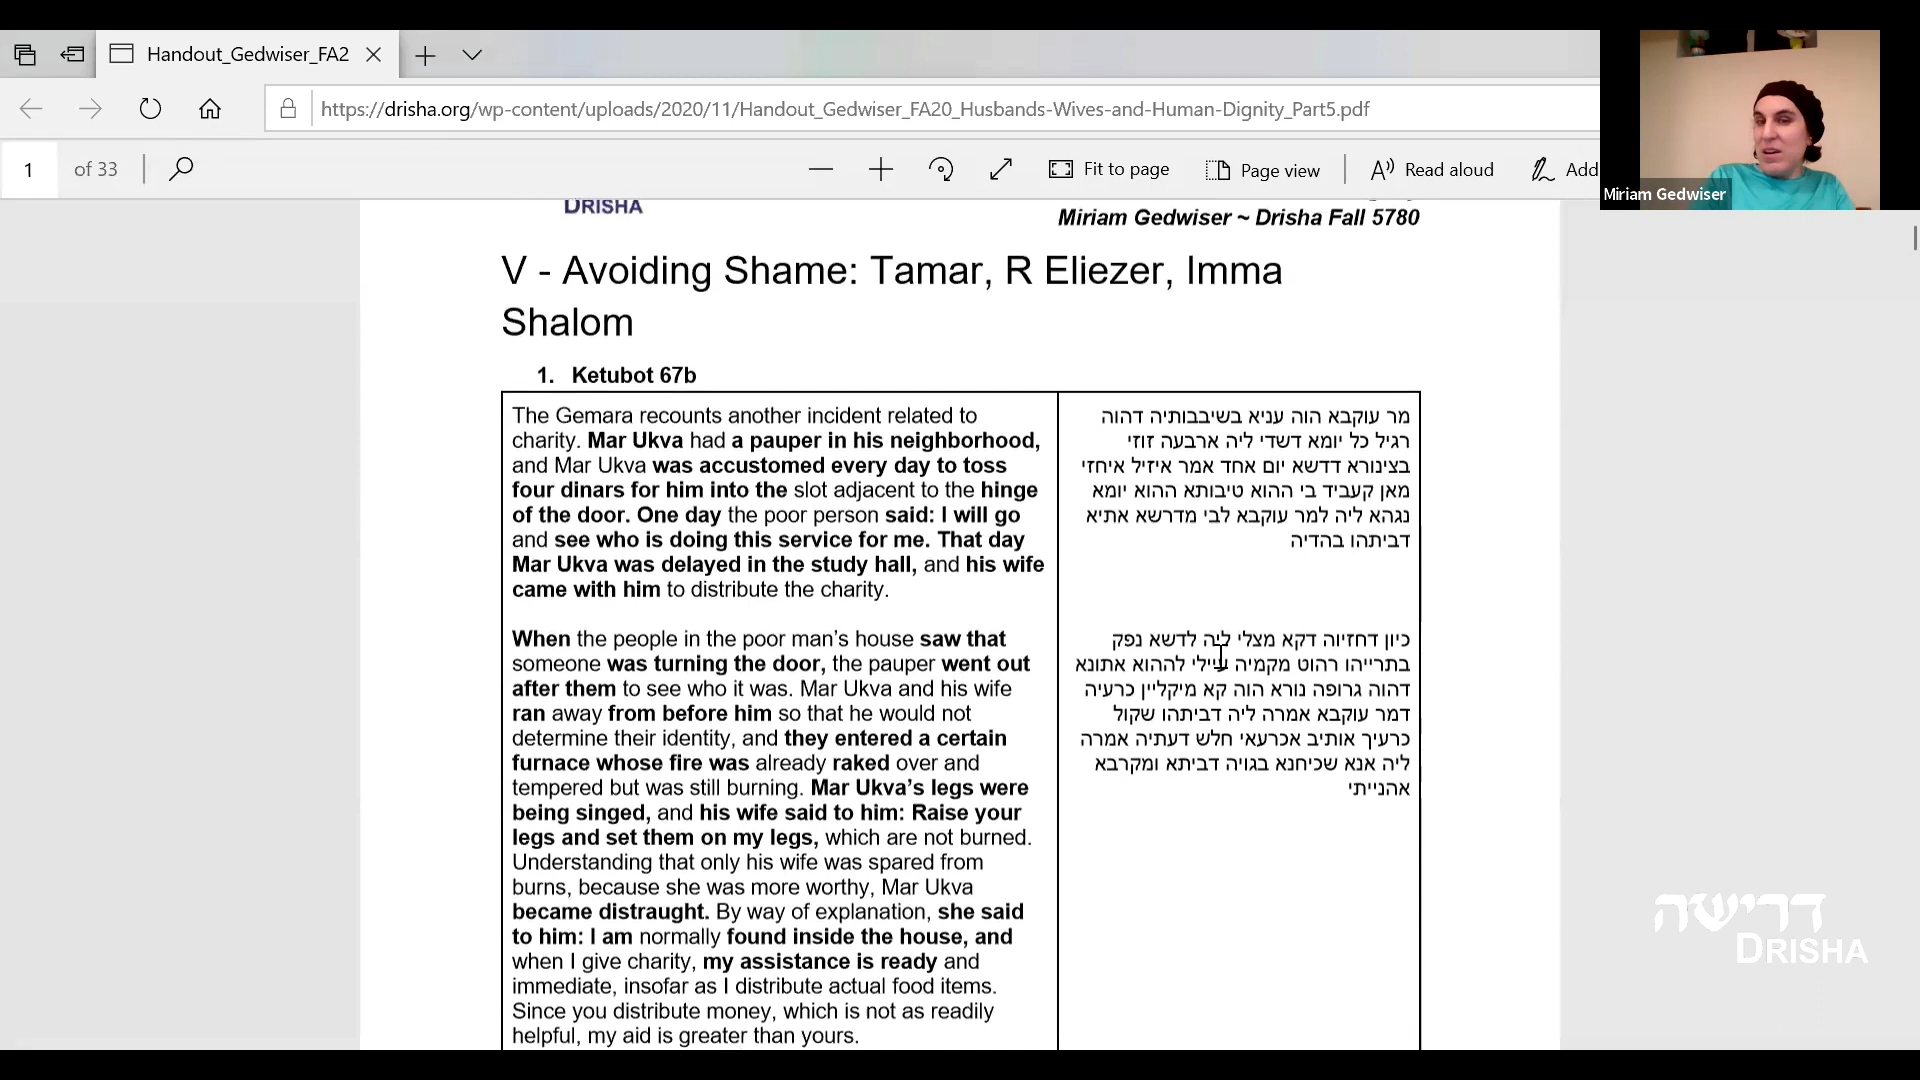 Handout_Gedwiser_FA2
https://drisha.org/wp-content/uploads/2020/11/Handout_Gedwiser_FA20_Husbands-Wives-and-Human-Dignity_Part5.pdf
1 of 33
Fit to page
Page view
Read aloud
Add
Miriam Gedwiser
DRISHA
Miriam Gedwiser ~ Drisha Fall 5780
V - Avoiding Shame: Tamar, R Eliezer, Imma
Shalom
1. Ketubot 67b
The Gemara recounts another incident related to
charity. Mar Ukva had a pauper in his neighborhood,
and Mar Ukva was accustomed every day to toss
four dinars for him into the slot adjacent to the hinge
of the door. One day the poor person said: I will go
and see who is doing this service for me. That day
Mar Ukva was delayed in the study hall, and his wife
came with him to distribute the charity.
When the people in the poor man’s house saw that
someone was turning the door, the pauper went out
after them to see who it was. Mar Ukva and his wife
ran away from before him so that he would not
determine their identity, and they entered a certain
furnace whose fire was already raked over and
tempered but was still burning. Mar Ukva’s legs were
being singed, and his wife said to him: Raise your
legs and set them on my legs, which are not burned.
Understanding that only his wife was spared from
burns, because she was more worthy, Mar Ukva
became distraught. By way of explanation, she said
to him: I am normally found inside the house, and
when I give charity, my assistance is ready and
immediate, insofar as I distribute actual food items.
Since you distribute money, which is not as readily
helpful, my aid is greater than yours.
מר עוקבא הוה עניא בשיבבותיה דהוה
רגיל כל יומא דשדי ליה ארבעה זוזי
בצינורא דדשא יום אחד אמר איזיל איחזי
מאן קעביד בי ההוא טיבותא ההוא יומא
נגהא ליה למר עוקבא לבי מדרשא אתיא
דביתהו בהדיה
כיון דחזיוה דקא מצלי ליה לדשא נפק
בתרייהו רהוט מקמיה עיילי לההוא אתונא
דהוה גרופה נורא הוה קא מיקליין כרעיה
דמר עוקבא אמרה ליה דביתהו שקול
כרעיך אותיב אכרעאי חלש דעתיה אמרה
ליה אנא שכיחנא בגויה דביתא ומקרבא
אהנייתי
דרישה
DRISHA